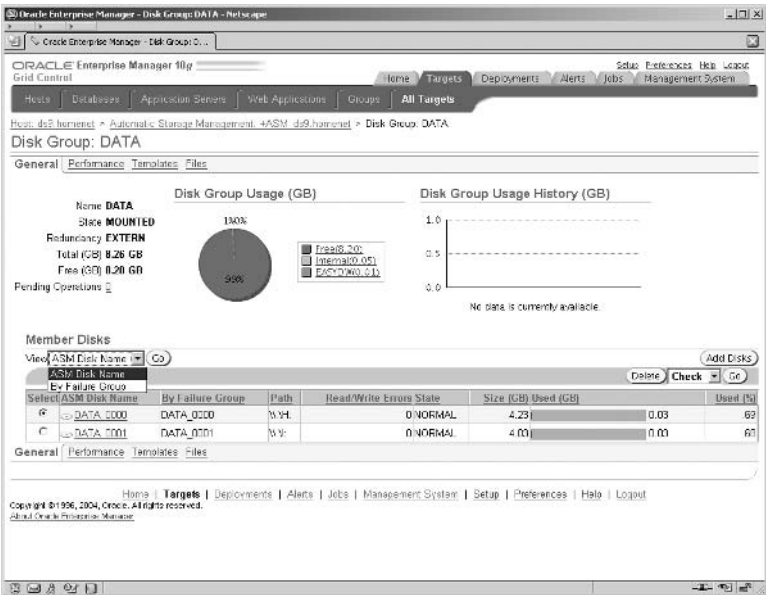 Oracle Enterprise Manager - Disk Group: DATA - Netscape
Oracle Enterprise Manager - Disk Group: D...
ORACLE Enterprise Manager 10g
Grid Control
Setup Preferences Help Logout
Home Targets Deployments Alerts Jobs Management System
Hosts Databases Application Servers Web Applications Groups All Targets
Host: ds9.homenet > Automatic Storage Management: +ASM_ds9.homenet > Disk Group: DATA
Disk Group: DATA
General Performance Templates Files
Name DATA
State MOUNTED
Redundancy EXTERN
Total (GB) 8.26 GB
Free (GB) 8.20 GB
Pending Operations 0
Disk Group Usage (GB)
99%
Free(8.20)
Internal(0.05)
EASYDW(0.01)
Disk Group Usage History (GB)
1.0
0.5
0.0
No data is currently available.
Member Disks
View ASM Disk Name Go
ASM Disk Name
By Failure Group
Add Disks
Delete Check Go
Select ASM Disk Name By Failure Group Path Read/Write Errors State Size (GB) Used (GB) Used (%)
DATA_0000 DATA_0000 0 NORMAL 4.23 0.03
DATA_0001 DATA_0001 0 NORMAL 4.03 0.03
General Performance Templates Files
Home | Targets | Deployments | Alerts | Jobs | Management System | Setup | Preferences | Help | Logout
Copyright © 1996, 2004, Oracle. All rights reserved.
About Oracle Enterprise Manager